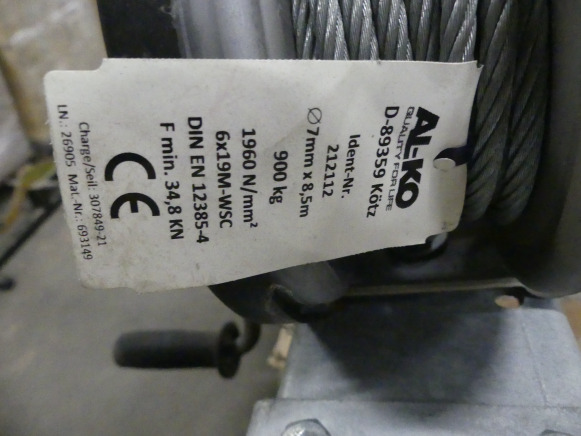 AL-KO
QUALITY FOR LIFE
D-89359 Kötz
Ident-Nr.
212112
Ø 7mm x 8,5m
900 kg
1960 N/mm²
6x19M-WSC
DIN EN 12385-4
F min. 34,8 KN
CE
Charge/Seil: 307849-21
LN.: 26905 Mat.-Nr.: 693149